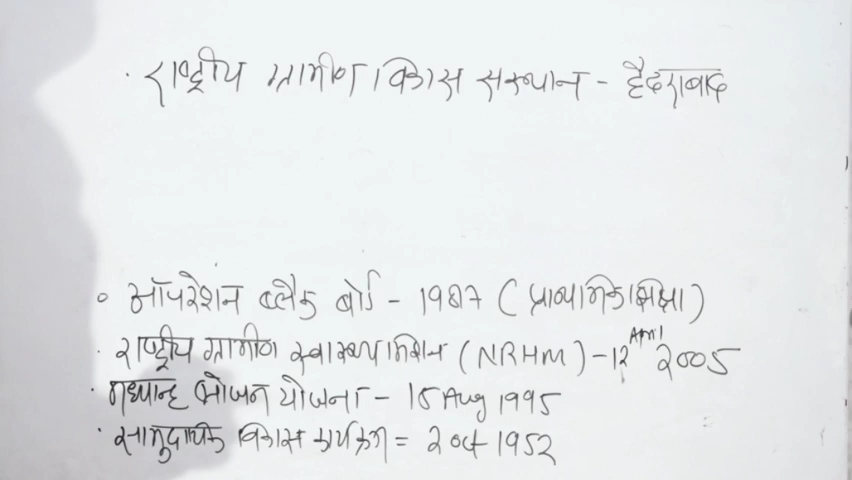 · राष्ट्रीय ग्रामीण विकास संस्थान - हैदराबाद
० ऑपरेशन ब्लैक बोर्ड - 1987 (प्राथमिक शिक्षा)
· राष्ट्रीय ग्रामीण स्वास्थ्य मिशन (NRHM) - 12 April 2005
· मध्यान्ह भोजन योजना - 15 Aug 1995
· सामुदायिक विकास कार्यक्रम = 2 oct 1952